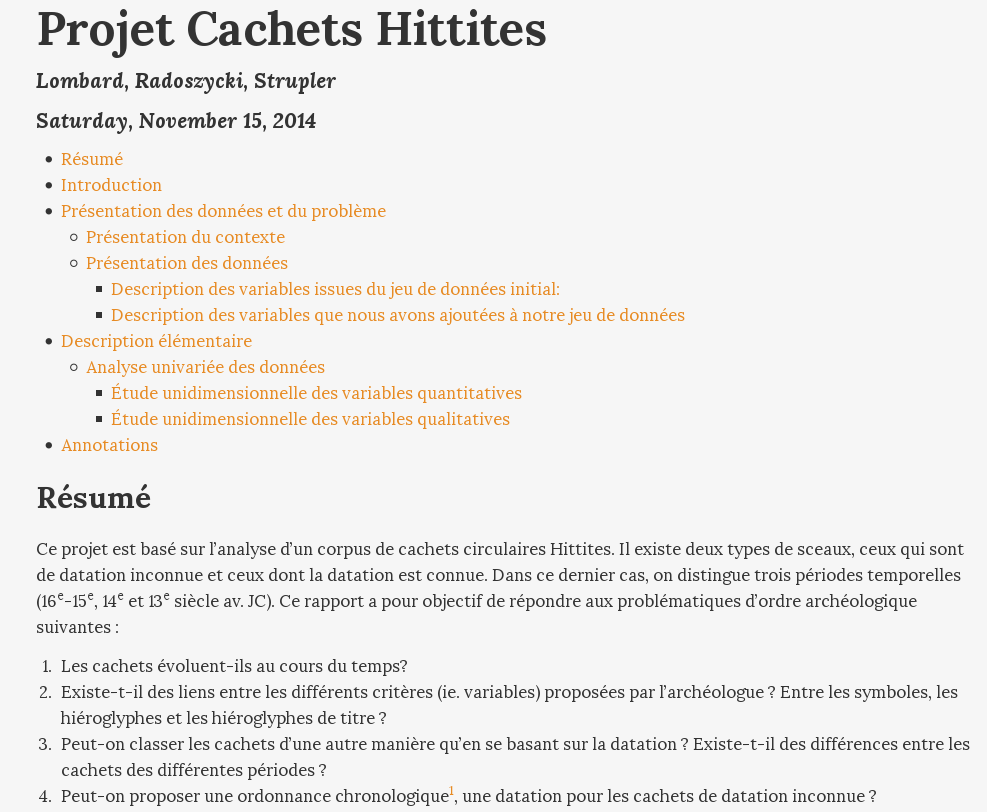 Projet Cachets Hittites
Lombard, Radoszycki, Strupler
Saturday, November 15, 2014
• Résumé
• Introduction
• Présentation des données et du problème
○ Présentation du contexte
○ Présentation des données
▪ Description des variables issues du jeu de données initial:
▪ Description des variables que nous avons ajoutées à notre jeu de données
• Description élémentaire
○ Analyse univariée des données
▪ Étude unidimensionnelle des variables quantitatives
▪ Étude unidimensionnelle des variables qualitatives
• Annotations
Résumé
Ce projet est basé sur l'analyse d'un corpus de cachets circulaires Hittites. Il existe deux types de sceaux, ceux qui sont
de datation inconnue et ceux dont la datation est connue. Dans ce dernier cas, on distingue trois périodes temporelles
(16e-15e, 14e et 13e siècle av. JC). Ce rapport a pour objectif de répondre aux problématiques d'ordre archéologique
suivantes :
1. Les cachets évoluent-ils au cours du temps?
2. Existe-t-il des liens entre les différents critères (ie. variables) proposées par l'archéologue ? Entre les symboles, les
hiéroglyphes et les hiéroglyphes de titre ?
3. Peut-on classer les cachets d'une autre manière qu'en se basant sur la datation ? Existe-t-il des différences entre les
cachets des différentes périodes ?
4. Peut-on proposer une ordonnance chronologique1, une datation pour les cachets de datation inconnue ?